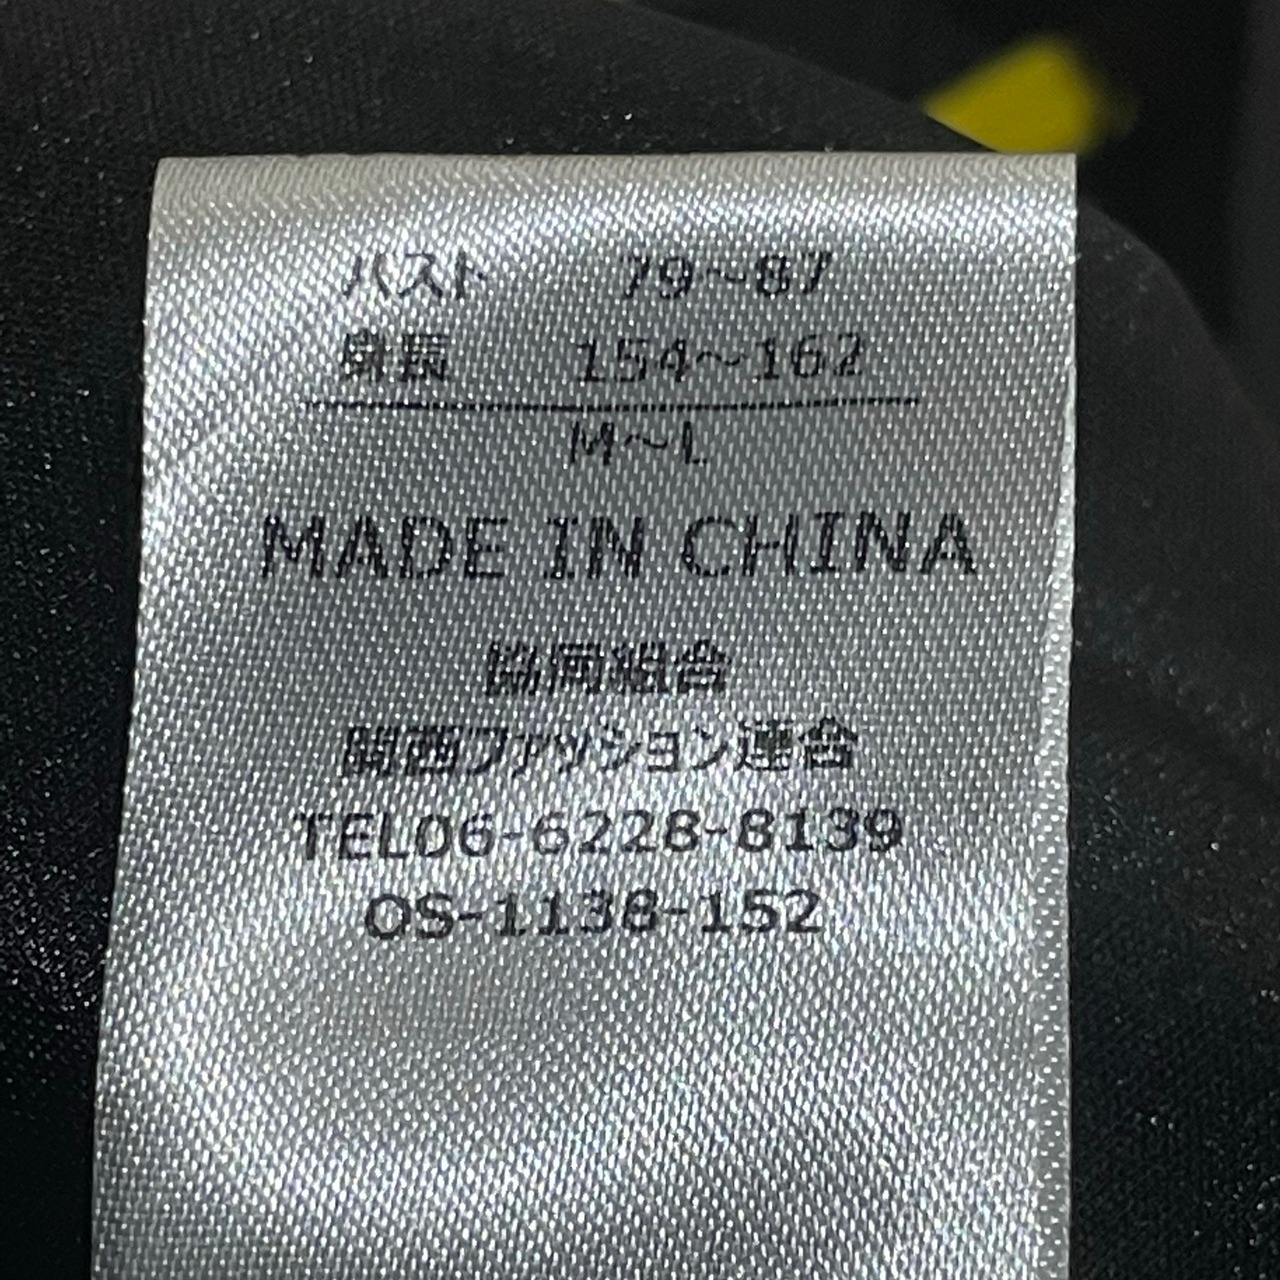 バスト 79~87
身長 154~162
M~L
MADE IN CHINA
協同組合
関西ファッション連合
TEL06-6228-8139
OS-1138-152